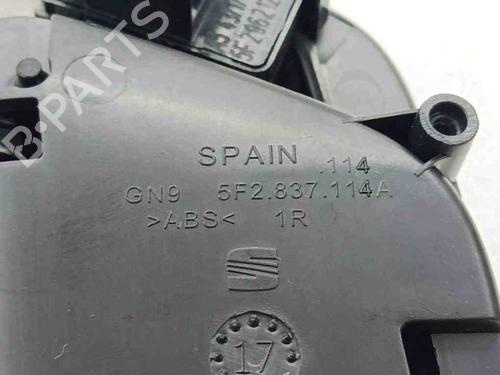 B-PARTS
SPAIN
.114
GN9 5F2.837.114A
>ABS< 1R
17